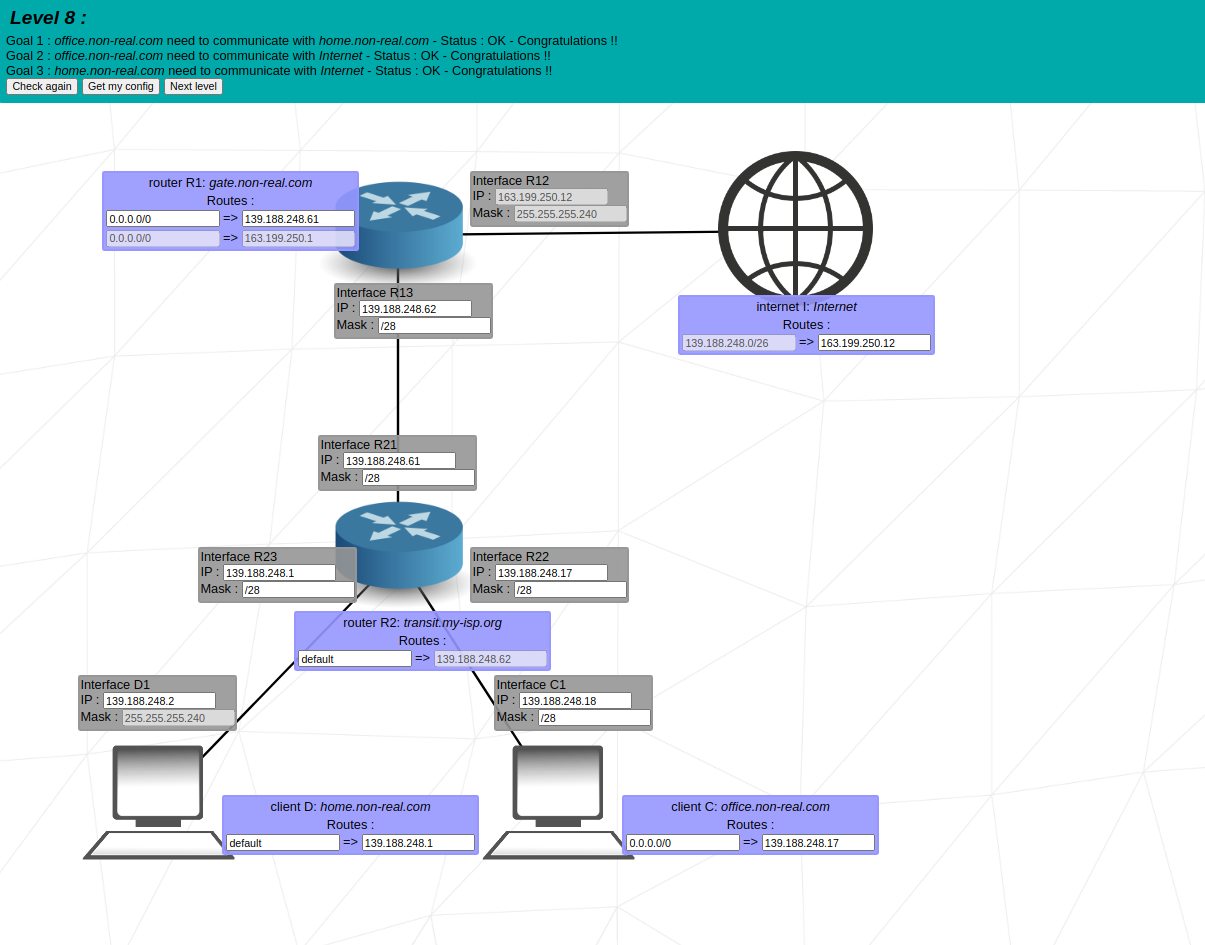 Level 8 :
Goal 1 : office.non-real.com need to communicate with home.non-real.com - Status : OK - Congratulations !!
Goal 2 : office.non-real.com need to communicate with Internet - Status : OK - Congratulations !!
Goal 3 : home.non-real.com need to communicate with Internet - Status : OK - Congratulations !!
Check again Get my config Next level
router R1: gate.non-real.com
Routes :
0.0.0.0/0 => 139.188.248.61
0.0.0.0/0 => 163.199.250.1
Interface R12
IP : 163.199.250.12
Mask : 255.255.255.240
Interface R13
IP : 139.188.248.62
Mask : /28
internet I: Internet
Routes :
139.188.248.0/26 => 163.199.250.12
Interface R21
IP : 139.188.248.61
Mask : /28
Interface R23
IP : 139.188.248.1
Mask : /28
Interface R22
IP : 139.188.248.17
Mask : /28
router R2: transit.my-isp.org
Routes :
default => 139.188.248.62
Interface D1
IP : 139.188.248.2
Mask : 255.255.255.240
Interface C1
IP : 139.188.248.18
Mask : /28
client D: home.non-real.com
Routes :
default => 139.188.248.1
client C: office.non-real.com
Routes :
0.0.0.0/0 => 139.188.248.17